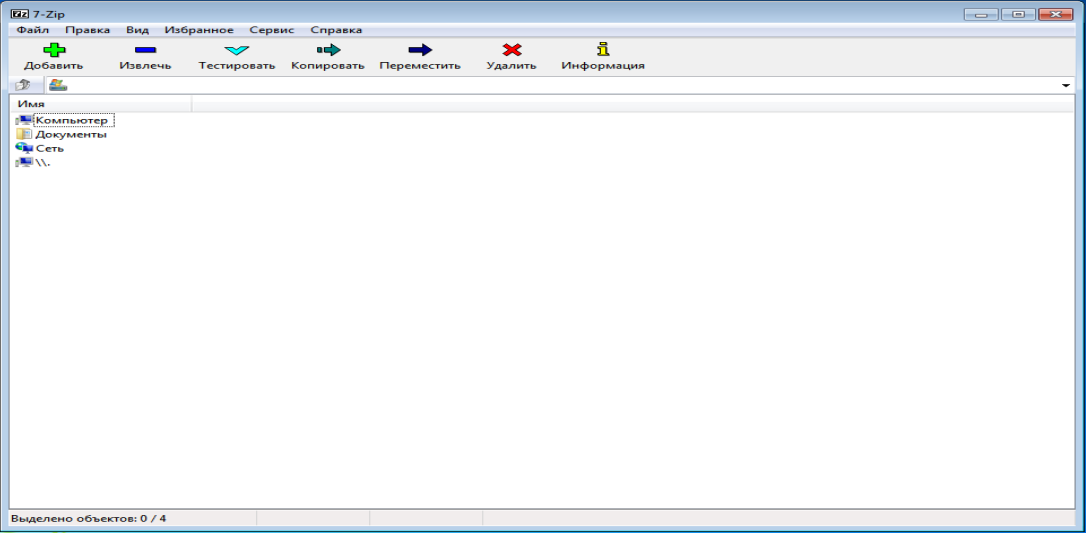 7z 7-Zip
Файл Правка Вид Избранное Сервис Справка
Добавить Извлечь Тестировать Копировать Переместить Удалить Информация
Имя
Компьютер
Документы
Сеть
\\.
Выделено объектов: 0 / 4